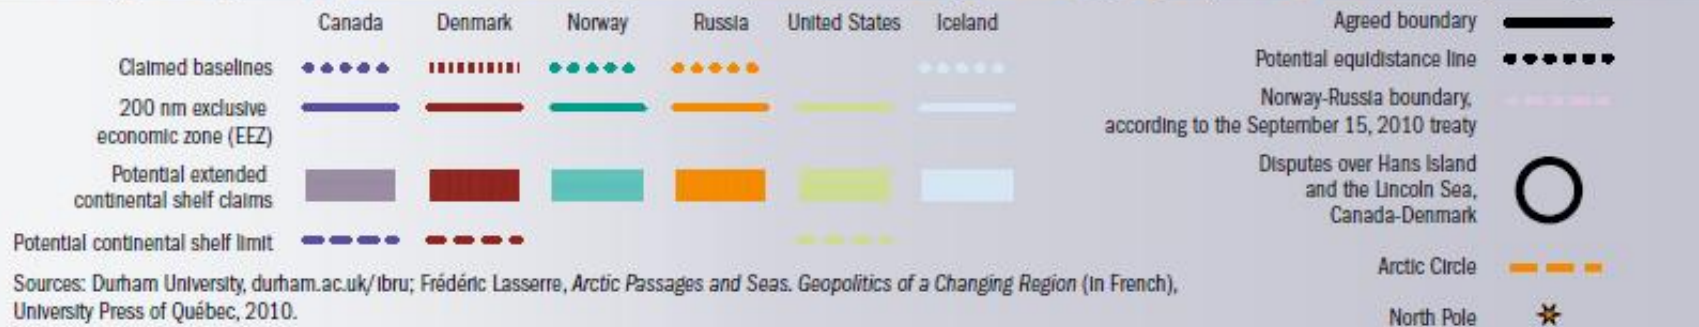 Canada Denmark Norway Russia United States Iceland
Claimed baselines
200 nm exclusive
economic zone (EEZ)
Potential extended
continental shelf claims
Potential continental shelf limit
Sources: Durham University, durham.ac.uk/ibru; Frédéric Lasserre, Arctic Passages and Seas. Geopolitics of a Changing Region (in French),
University Press of Québec, 2010.
Agreed boundary
Potential equidistance line
Norway-Russia boundary,
according to the September 15, 2010 treaty
Disputes over Hans Island
and the Lincoln Sea,
Canada-Denmark
Arctic Circle
North Pole